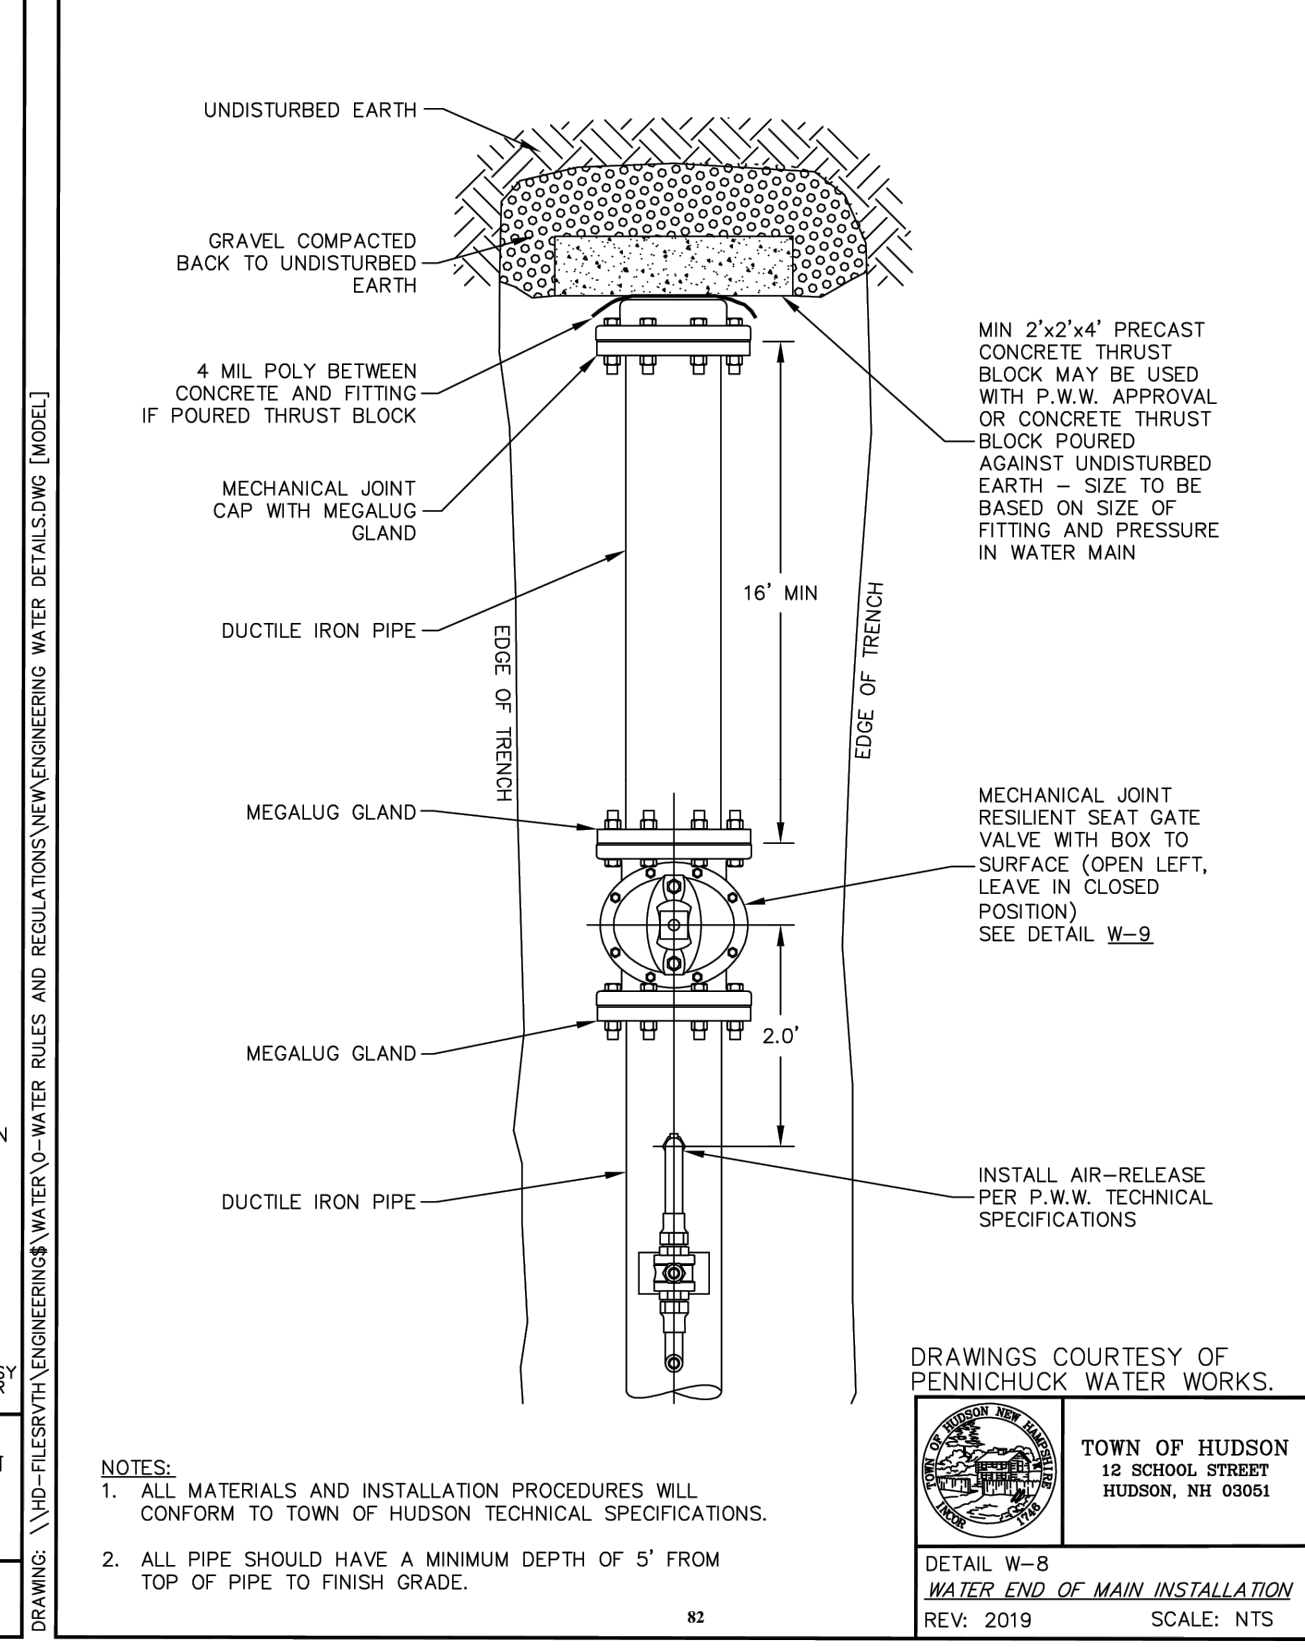 UNDISTURBED EARTH
GRAVEL COMPACTED
BACK TO UNDISTURBED
EARTH
4 MIL POLY BETWEEN
CONCRETE AND FITTING
IF POURED THRUST BLOCK
MECHANICAL JOINT
CAP WITH MEGALUG
GLAND
DUCTILE IRON PIPE
MEGALUG GLAND
MEGALUG GLAND
DUCTILE IRON PIPE
EDGE OF TRENCH
16' MIN
EDGE OF TRENCH
2.0'
MIN 2'x2'x4' PRECAST
CONCRETE THRUST
BLOCK MAY BE USED
WITH P.W.W. APPROVAL
OR CONCRETE THRUST
BLOCK POURED
AGAINST UNDISTURBED
EARTH – SIZE TO BE
BASED ON SIZE OF
FITTING AND PRESSURE
IN WATER MAIN
MECHANICAL JOINT
RESILIENT SEAT GATE
VALVE WITH BOX TO
SURFACE (OPEN LEFT,
LEAVE IN CLOSED
POSITION)
SEE DETAIL W–9
INSTALL AIR–RELEASE
PER P.W.W. TECHNICAL
SPECIFICATIONS
DRAWING: \\HD–FILESRVTH\ENGINEERING$\WATER\0–WATER RULES AND REGULATIONS\NEW\ENGINEERING WATER DETAILS.DWG [MODEL]
NOTES:
1. ALL MATERIALS AND INSTALLATION PROCEDURES WILL
CONFORM TO TOWN OF HUDSON TECHNICAL SPECIFICATIONS.
2. ALL PIPE SHOULD HAVE A MINIMUM DEPTH OF 5' FROM
TOP OF PIPE TO FINISH GRADE.
82
DRAWINGS COURTESY OF
PENNICHUCK WATER WORKS.
TOWN OF HUDSON NEW HAMPSHIRE
INCOR 1746
TOWN OF HUDSON
12 SCHOOL STREET
HUDSON, NH 03051
DETAIL W–8
WATER END OF MAIN INSTALLATION
REV: 2019
SCALE: NTS